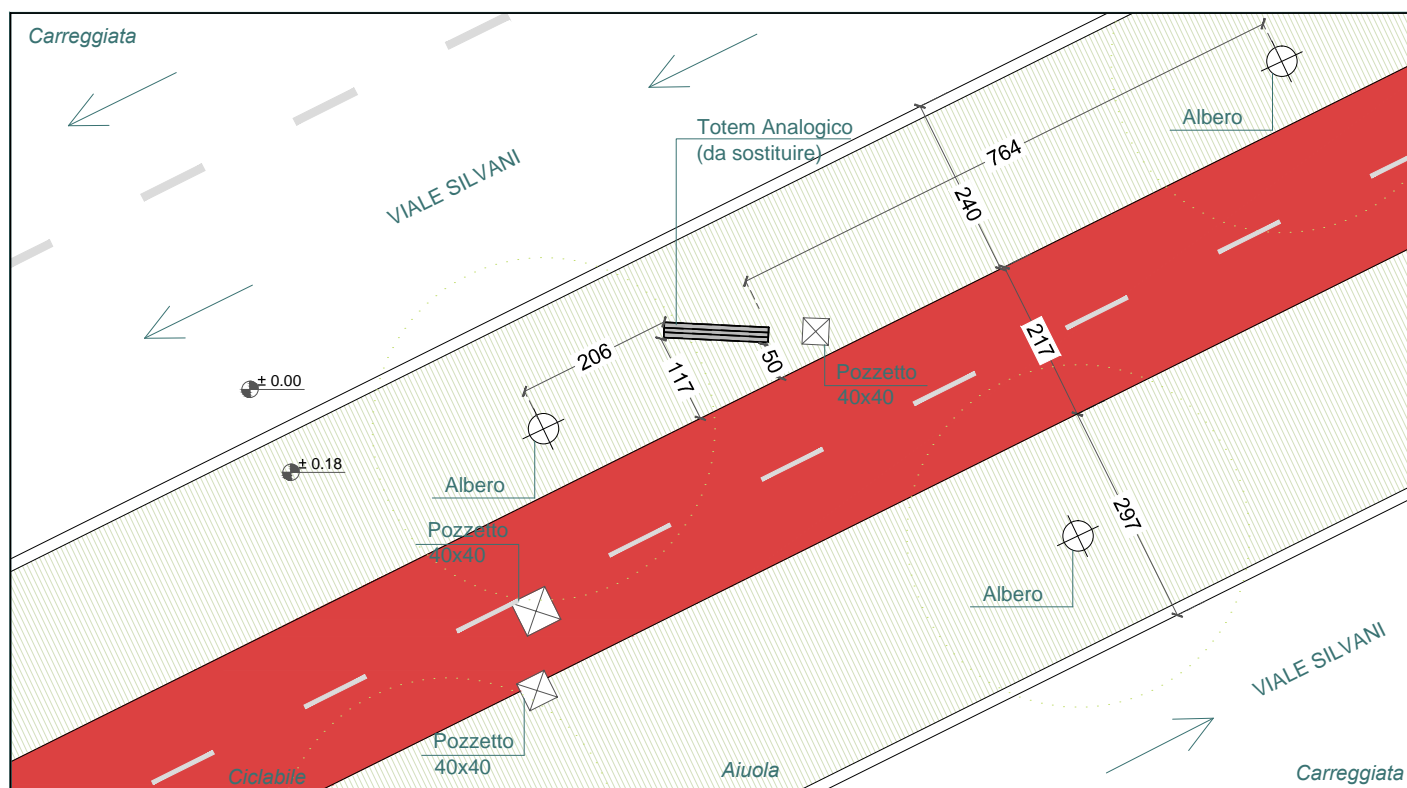 Carreggiata
Albero
Totem Analogico
(da sostituire)
764
VIALE SILVANI
240
206
117
50
217
Pozzetto
40x40
± 0.00
± 0.18
Albero
297
Pozzetto
40x40
Albero
VIALE SILVANI
Pozzetto
40x40
Ciclabile
Aiuola
Carreggiata